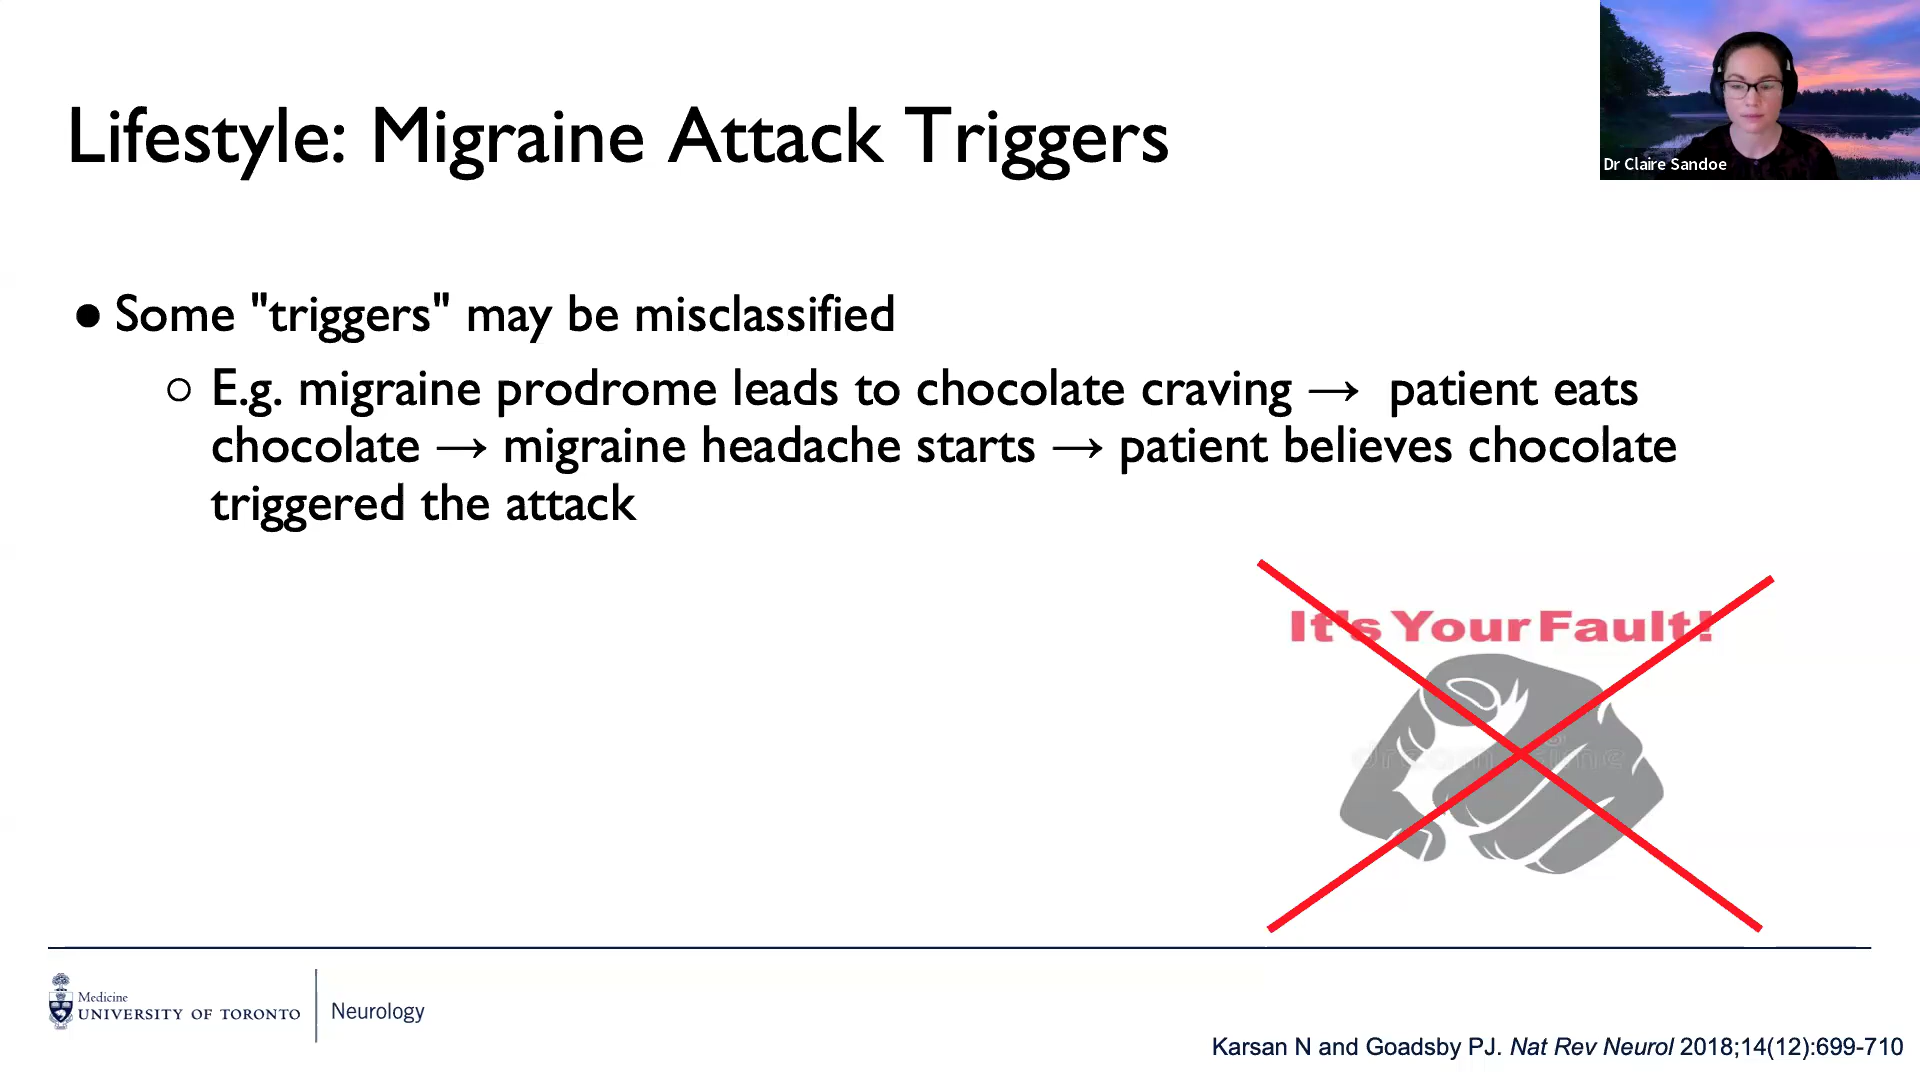 Lifestyle: Migraine Attack Triggers
Dr Claire Sandoe
● Some "triggers" may be misclassified
○ E.g. migraine prodrome leads to chocolate craving → patient eats
chocolate → migraine headache starts → patient believes chocolate
triggered the attack
It's Your Fault!
Medicine
UNIVERSITY OF TORONTO
Neurology
Karsan N and Goadsby PJ. Nat Rev Neurol 2018;14(12):699-710